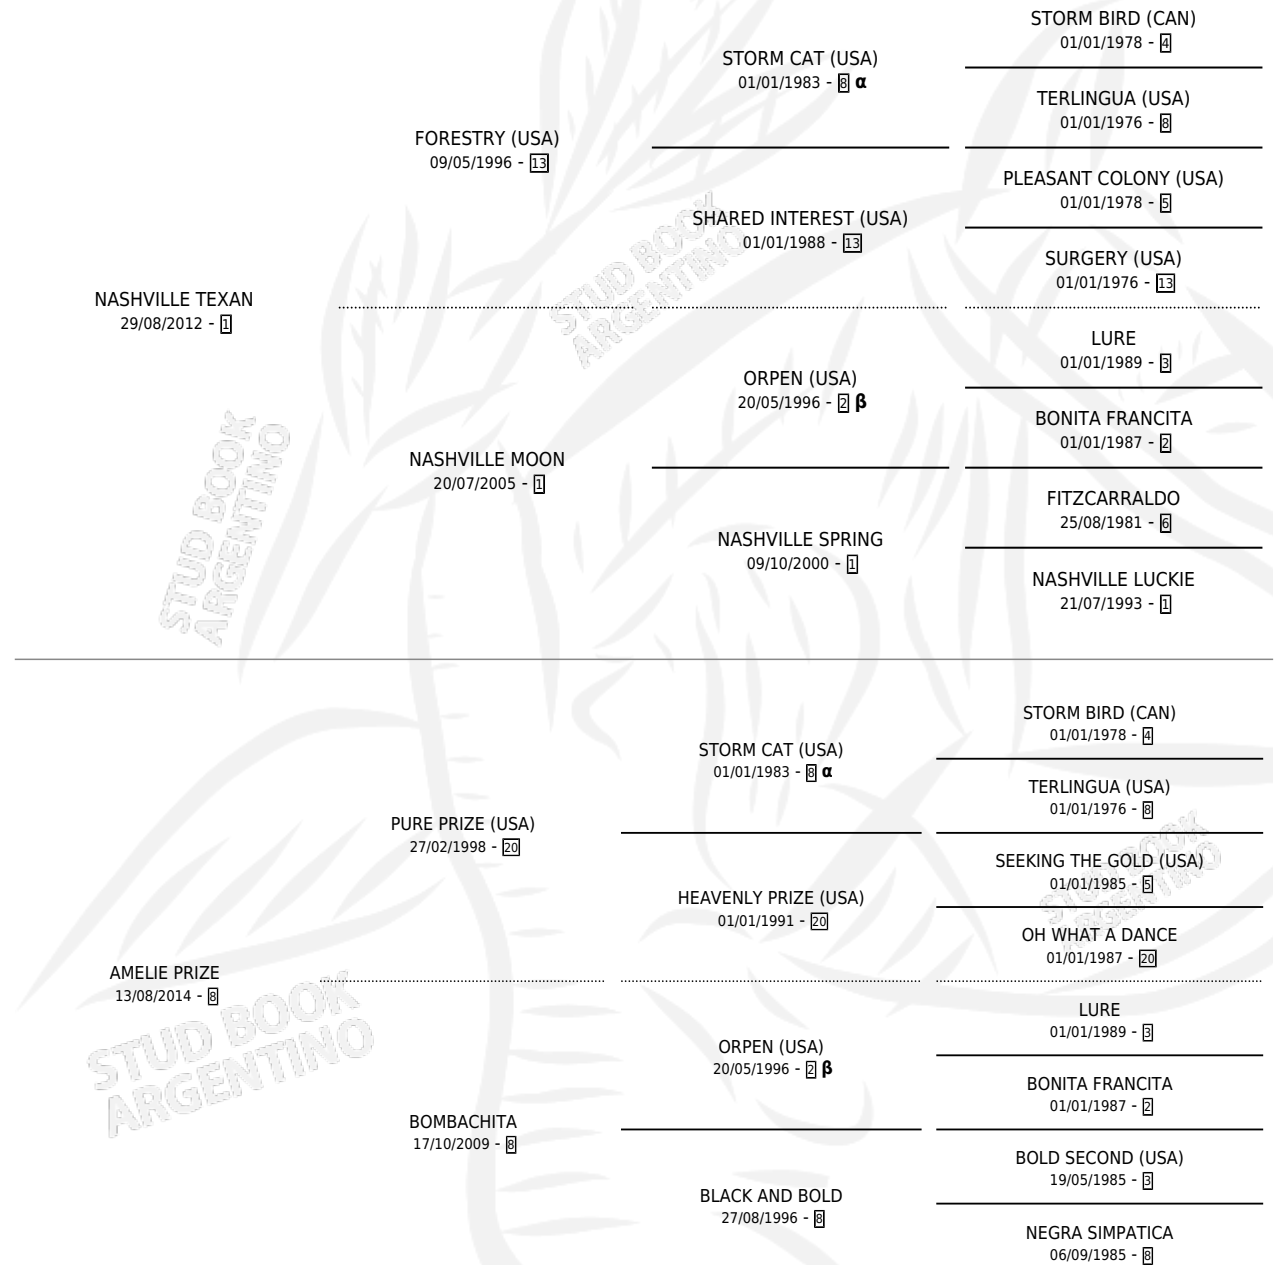 STORM BIRD (CAN)
01/01/1978 - 4
STORM CAT (USA)
01/01/1983 - 8 α
TERLINGUA (USA)
01/01/1976 - 8
FORESTRY (USA)
09/05/1996 - 13
PLEASANT COLONY (USA)
01/01/1978 - 5
SHARED INTEREST (USA)
01/01/1988 - 13
SURGERY (USA)
01/01/1976 - 13
NASHVILLE TEXAN
29/08/2012 - 1
LURE
01/01/1989 - 3
ORPEN (USA)
20/05/1996 - 2 β
BONITA FRANCITA
01/01/1987 - 2
NASHVILLE MOON
20/07/2005 - 1
FITZCARRALDO
25/08/1981 - 6
NASHVILLE SPRING
09/10/2000 - 1
NASHVILLE LUCKIE
21/07/1993 - 1
STORM BIRD (CAN)
01/01/1978 - 4
STORM CAT (USA)
01/01/1983 - 8 α
TERLINGUA (USA)
01/01/1976 - 8
PURE PRIZE (USA)
27/02/1998 - 20
SEEKING THE GOLD (USA)
01/01/1985 - 5
HEAVENLY PRIZE (USA)
01/01/1991 - 20
OH WHAT A DANCE
01/01/1987 - 20
AMELIE PRIZE
13/08/2014 - 8
LURE
01/01/1989 - 3
ORPEN (USA)
20/05/1996 - 2 β
BONITA FRANCITA
01/01/1987 - 2
BOMBACHITA
17/10/2009 - 8
BOLD SECOND (USA)
19/05/1985 - 3
BLACK AND BOLD
27/08/1996 - 8
NEGRA SIMPATICA
06/09/1985 - 8
STUD BOOK
ARGENTINO
STUD BOOK
ARGENTINO
STUD BOOK
ARGENTINO
STUD BOOK
ARGENTINO